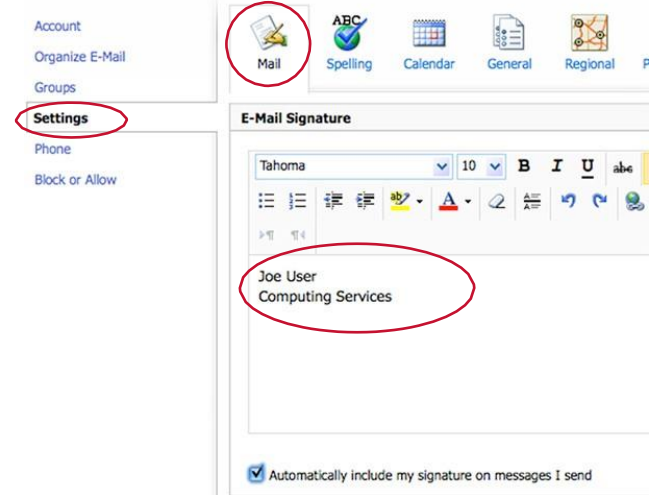 Account
Organize E-Mail
Groups
Settings
Phone
Block or Allow
Mail
ABC
Spelling
Calendar
General
Regional
P
E-Mail Signature
Tahoma 10 B I U abc
ab A
Joe User
Computing Services
Automatically include my signature on messages I send